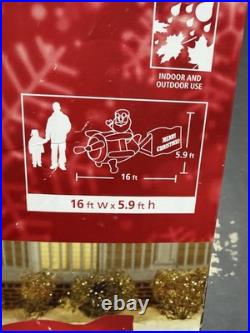 INDOOR AND
OUTDOOR USE
MERRY
CHRISTMAS!
5.9 ft
16 ft
16 ft w x 5.9 ft h